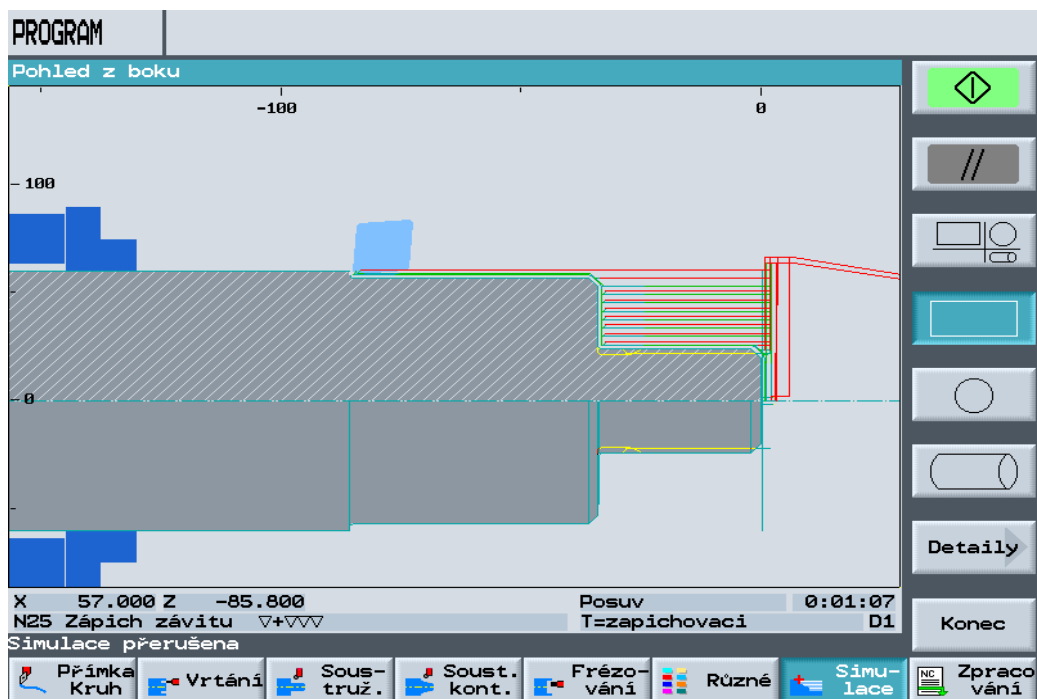 PROGRAM
Pohled z boku
-100
0
100
0
X 57.000 Z -85.800 Posuv 0:01:07
N25 Zápich závitu ▽+▽▽▽ T=zapichovaci D1
Simulace přerušena
//
Detaily
Konec
Přímka Kruh
Vrtání
Sous-truž.
Soust. kont.
Frézo-vání
Různé
Simu-lace
NC
Zpraco vání